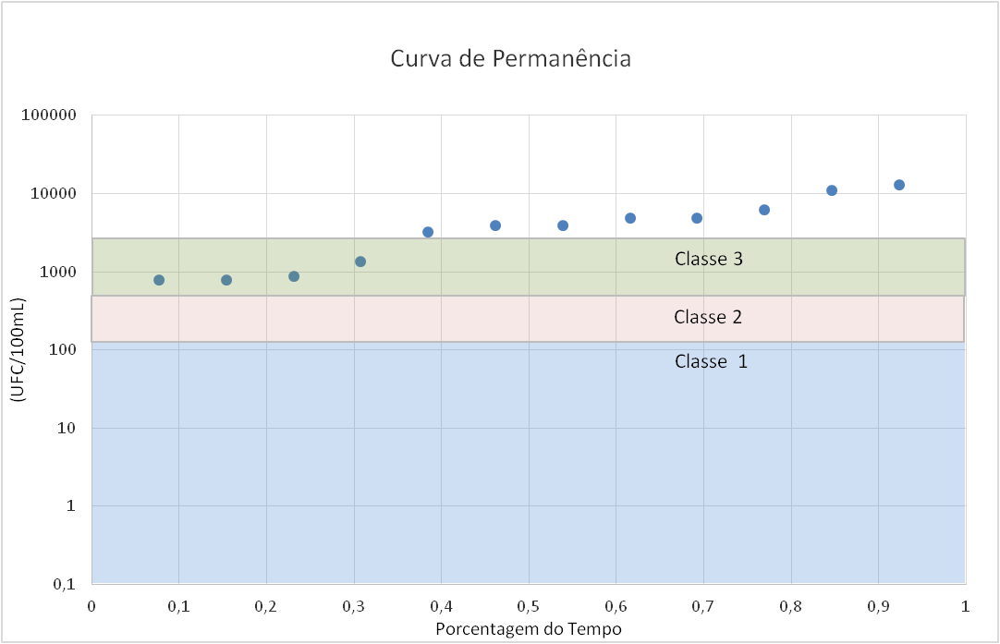 Curva de Permanência
100000
10000
1000
100
10
1
0,1
(UFC/100mL)
Classe 3
Classe 2
Classe  1
0 0,1 0,2 0,3 0,4 0,5 0,6 0,7 0,8 0,9 1
Porcentagem do Tempo